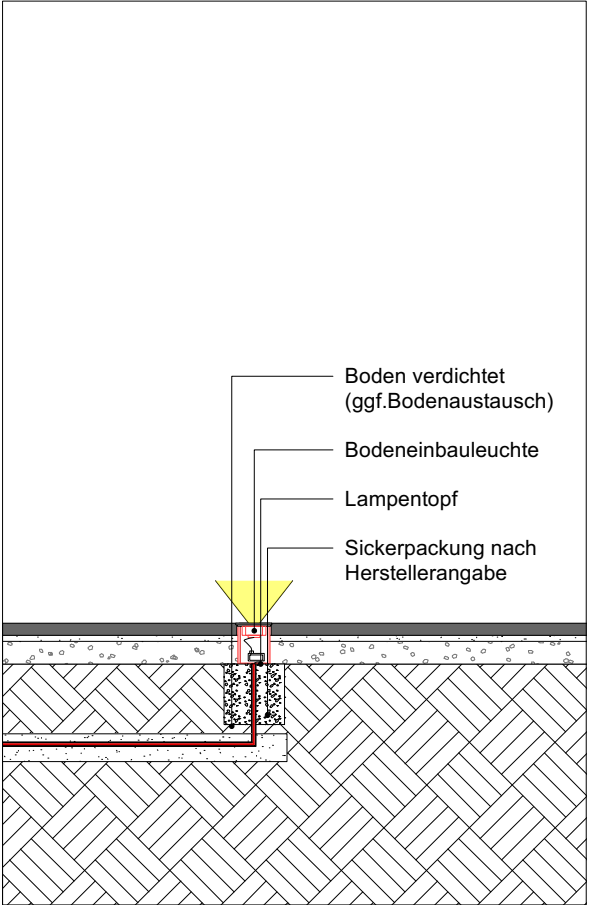 Boden verdichtet
(ggf.Bodenaustausch)
Bodeneinbauleuchte
Lampentopf
Sickerpackung nach
Herstellerangabe